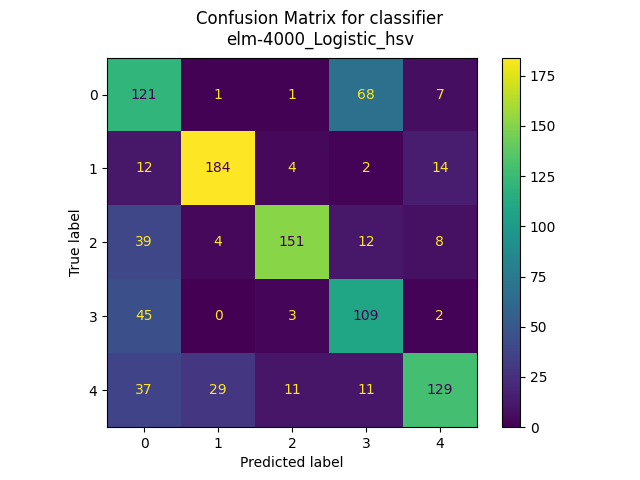 Confusion Matrix for classifier
elm-4000_Logistic_hsv
0 121 1 1 68 7
1 12 184 4 2 14
2 39 4 151 12 8
3 45 0 3 109 2
4 37 29 11 11 129
0 1 2 3 4
Predicted label
True label
175
150
125
100
75
50
25
0